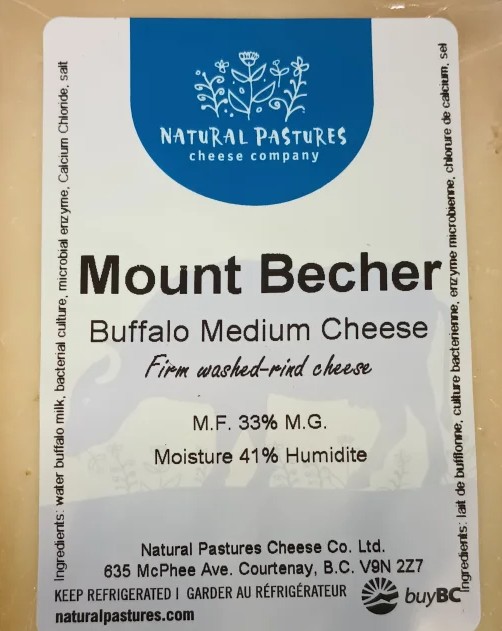 NATURAL PASTURES
cheese company
Mount Becher
Buffalo Medium Cheese
Firm washed-rind cheese
M.F. 33% M.G.
Moisture 41% Humidite
Natural Pastures Cheese Co. Ltd.
635 McPhee Ave. Courtenay, B.C. V9N 2Z7
KEEP REFRIGERATED I GARDER AU RÉFRIGÉRATEUR
buyBC
naturalpastures.com
Ingredients: water buffalo milk, bacterial culture, microbial enzyme, Calcium Chloride, salt
Ingredients: lait de bufflonne, culture bacterienne, enzyme microbienne, chlorure de calcium, sel